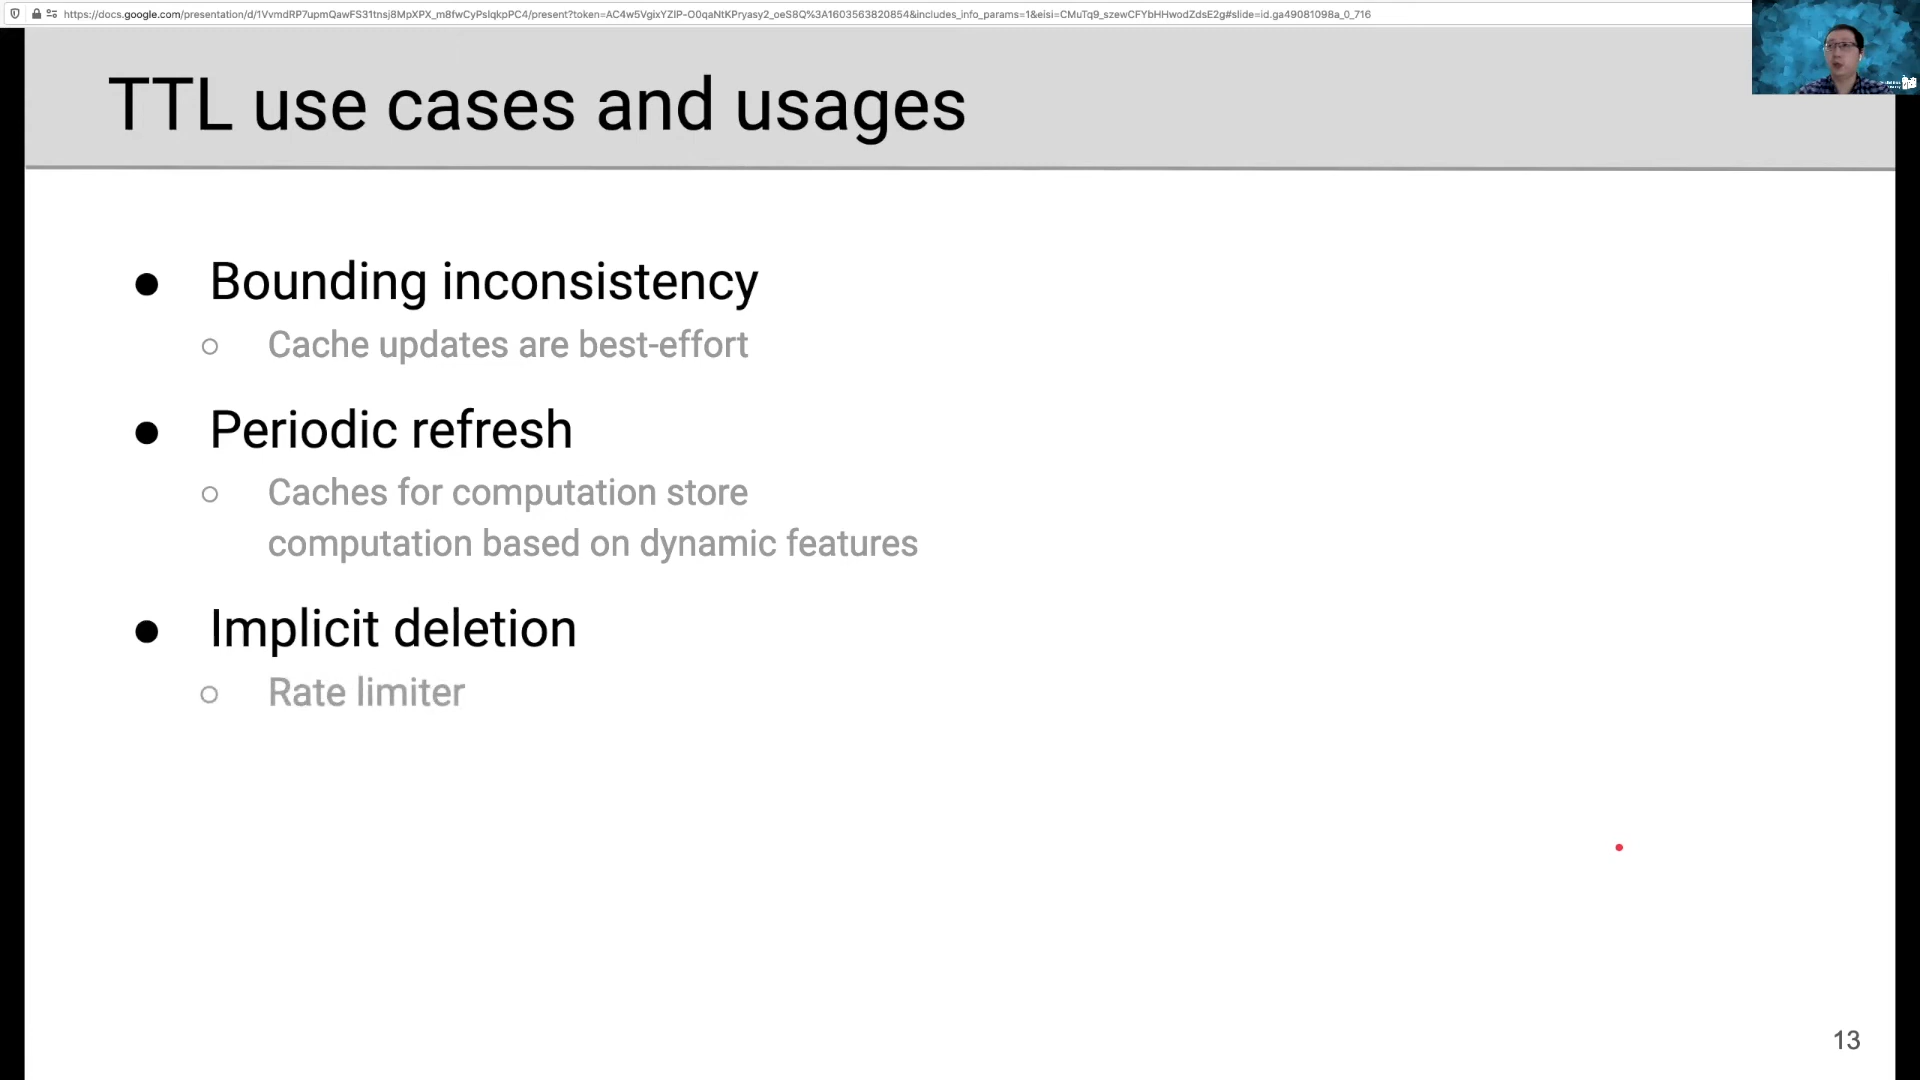 https://docs.google.com/presentation/d/1VvmdRP7upmQawFS31tnsj8MpXPX_m8fwCyPslqkpPC4/present?token=AC4w5VgixYZIP-O0qaNtKPryasy2_oeS8Q%3A1603563820854&includes_info_params=1&eisi=CMuTq9_szewCFYbHHwodZdsE2g#slide=id.ga49081098a_0_716
TTL use cases and usages
● Bounding inconsistency
○ Cache updates are best-effort
● Periodic refresh
○ Caches for computation store
computation based on dynamic features
● Implicit deletion
○ Rate limiter
13